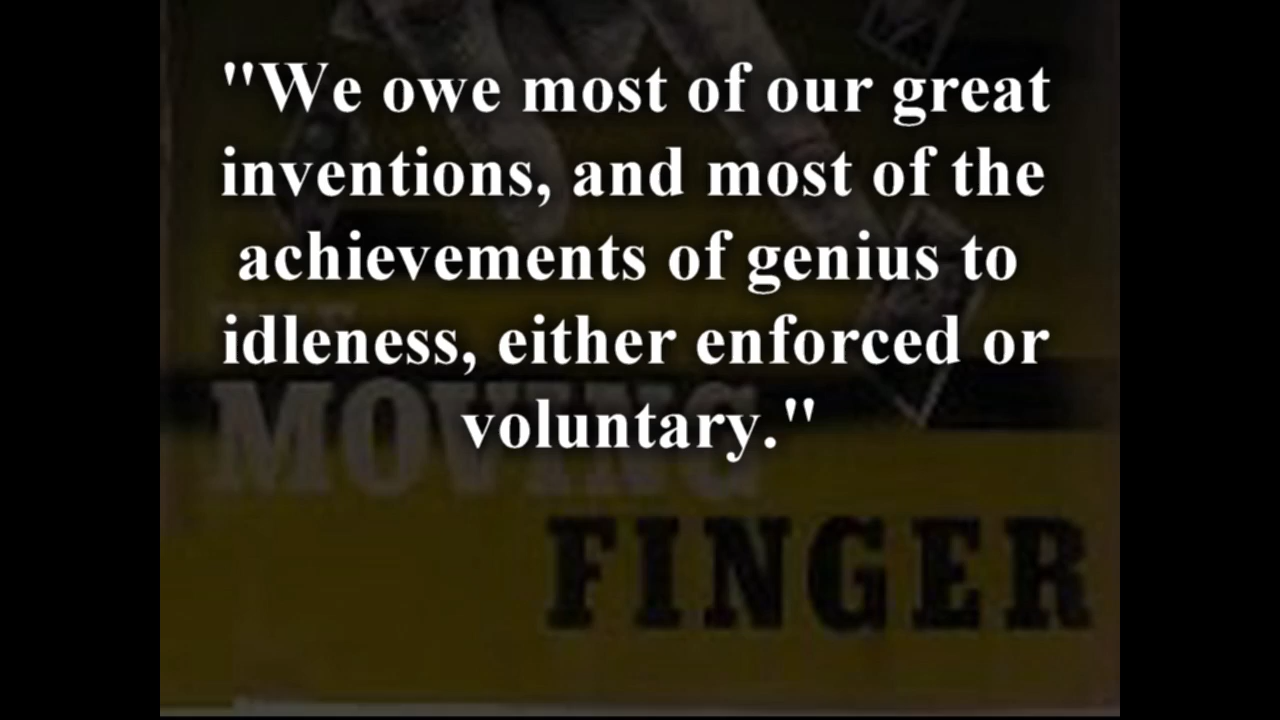 "We owe most of our great
inventions, and most of the
achievements of genius to
idleness, either enforced or
voluntary."
MOVING
FINGER